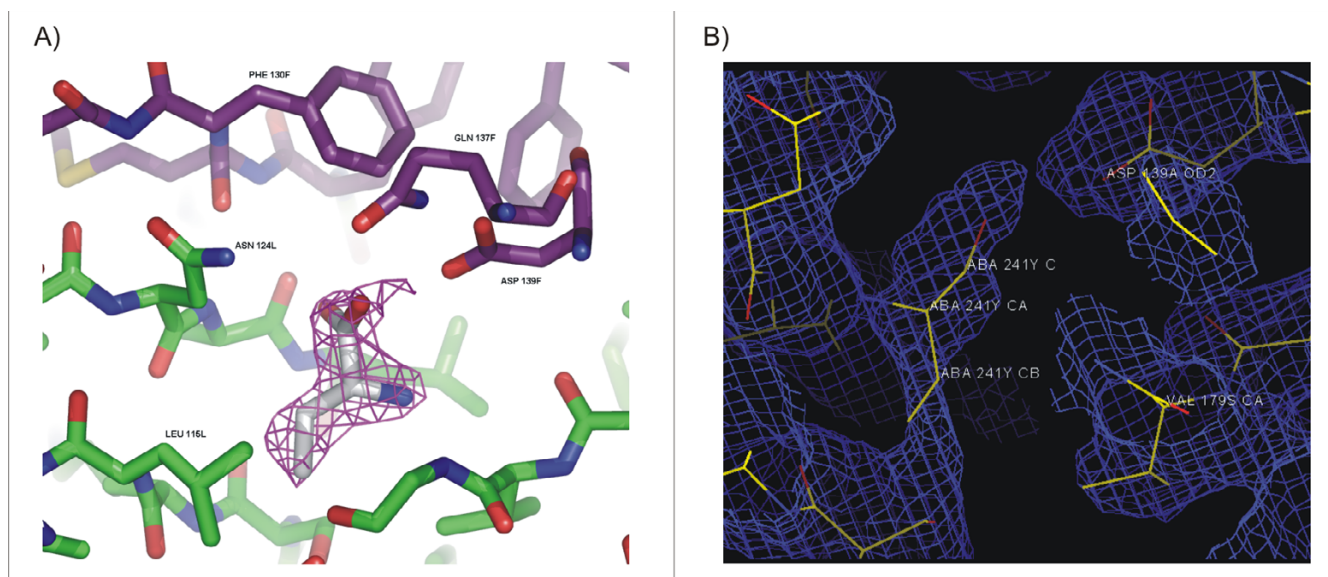 A)
PHE 130F
GLN 137F
ASN 124L
ASP 139F
LEU 115L
B)
ASP 139A OD2
ABA 241Y C
ABA 241Y CA
ABA 241Y CB
VAL 179S CA